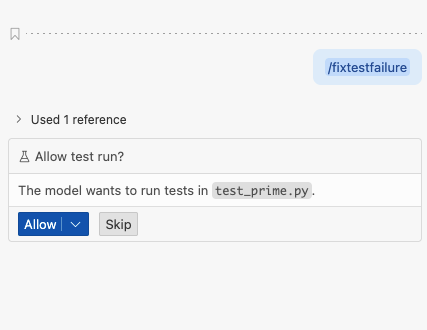 /fixtestfailure
Used 1 reference
Allow test run?
The model wants to run tests in test_prime.py.
Allow
Skip